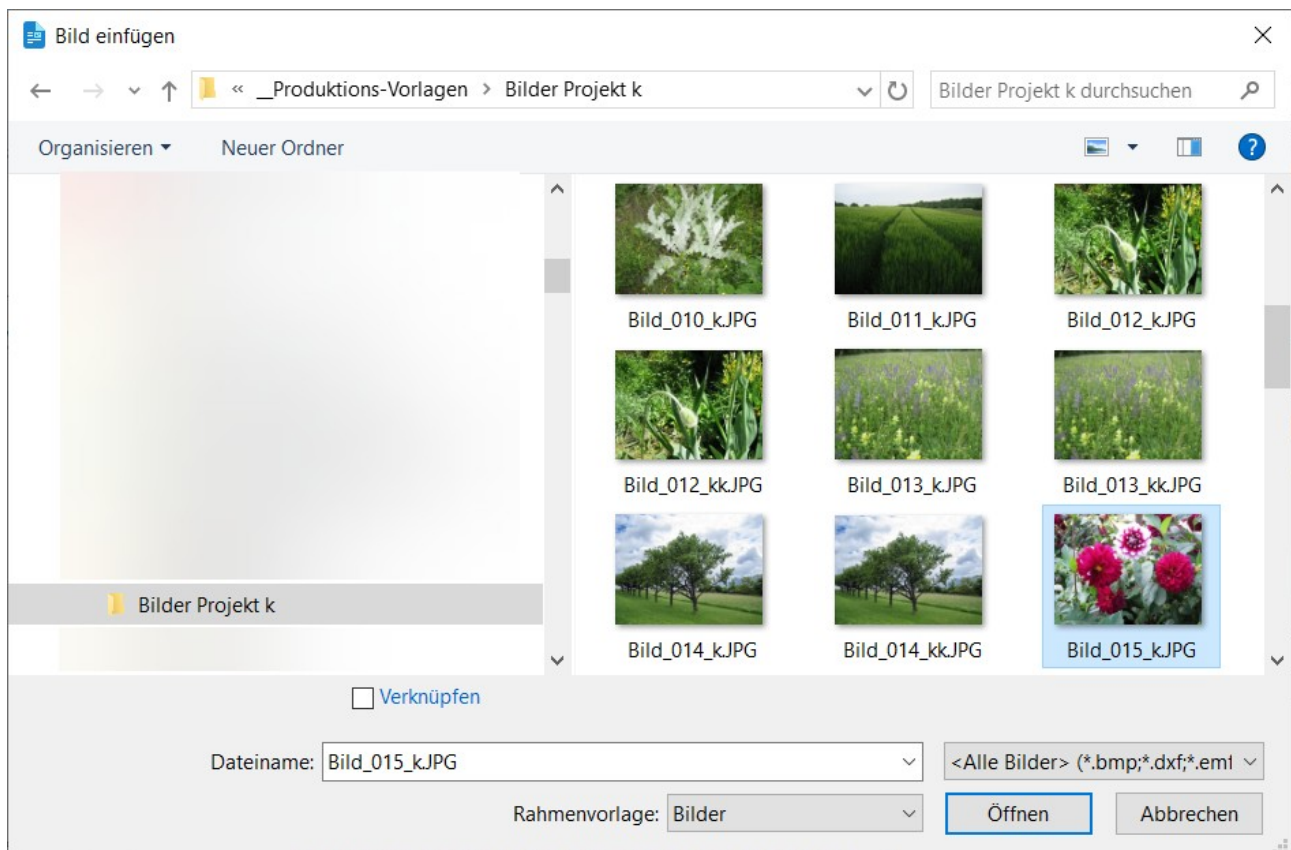 Bild einfügen
« __Produktions-Vorlagen > Bilder Projekt k
Bilder Projekt k durchsuchen
Organisieren
Neuer Ordner
?
Bild_010_k.JPG
Bild_011_k.JPG
Bild_012_k.JPG
Bild_012_kk.JPG
Bild_013_k.JPG
Bild_013_kk.JPG
Bilder Projekt k
Bild_014_k.JPG
Bild_014_kk.JPG
Bild_015_k.JPG
Verknüpfen
Dateiname: Bild_015_k.JPG
<Alle Bilder> (*.bmp;*.dxf;*.emf
Rahmenvorlage: Bilder
Öffnen
Abbrechen